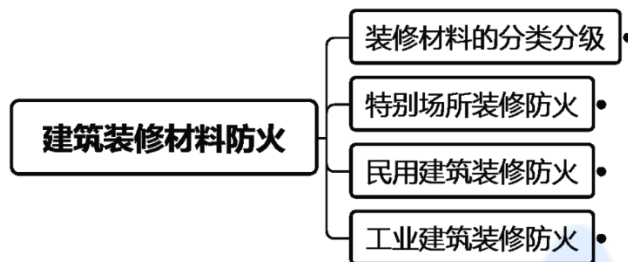 装修材料的分类分级
特别场所装修防火
建筑装修材料防火
民用建筑装修防火
工业建筑装修防火